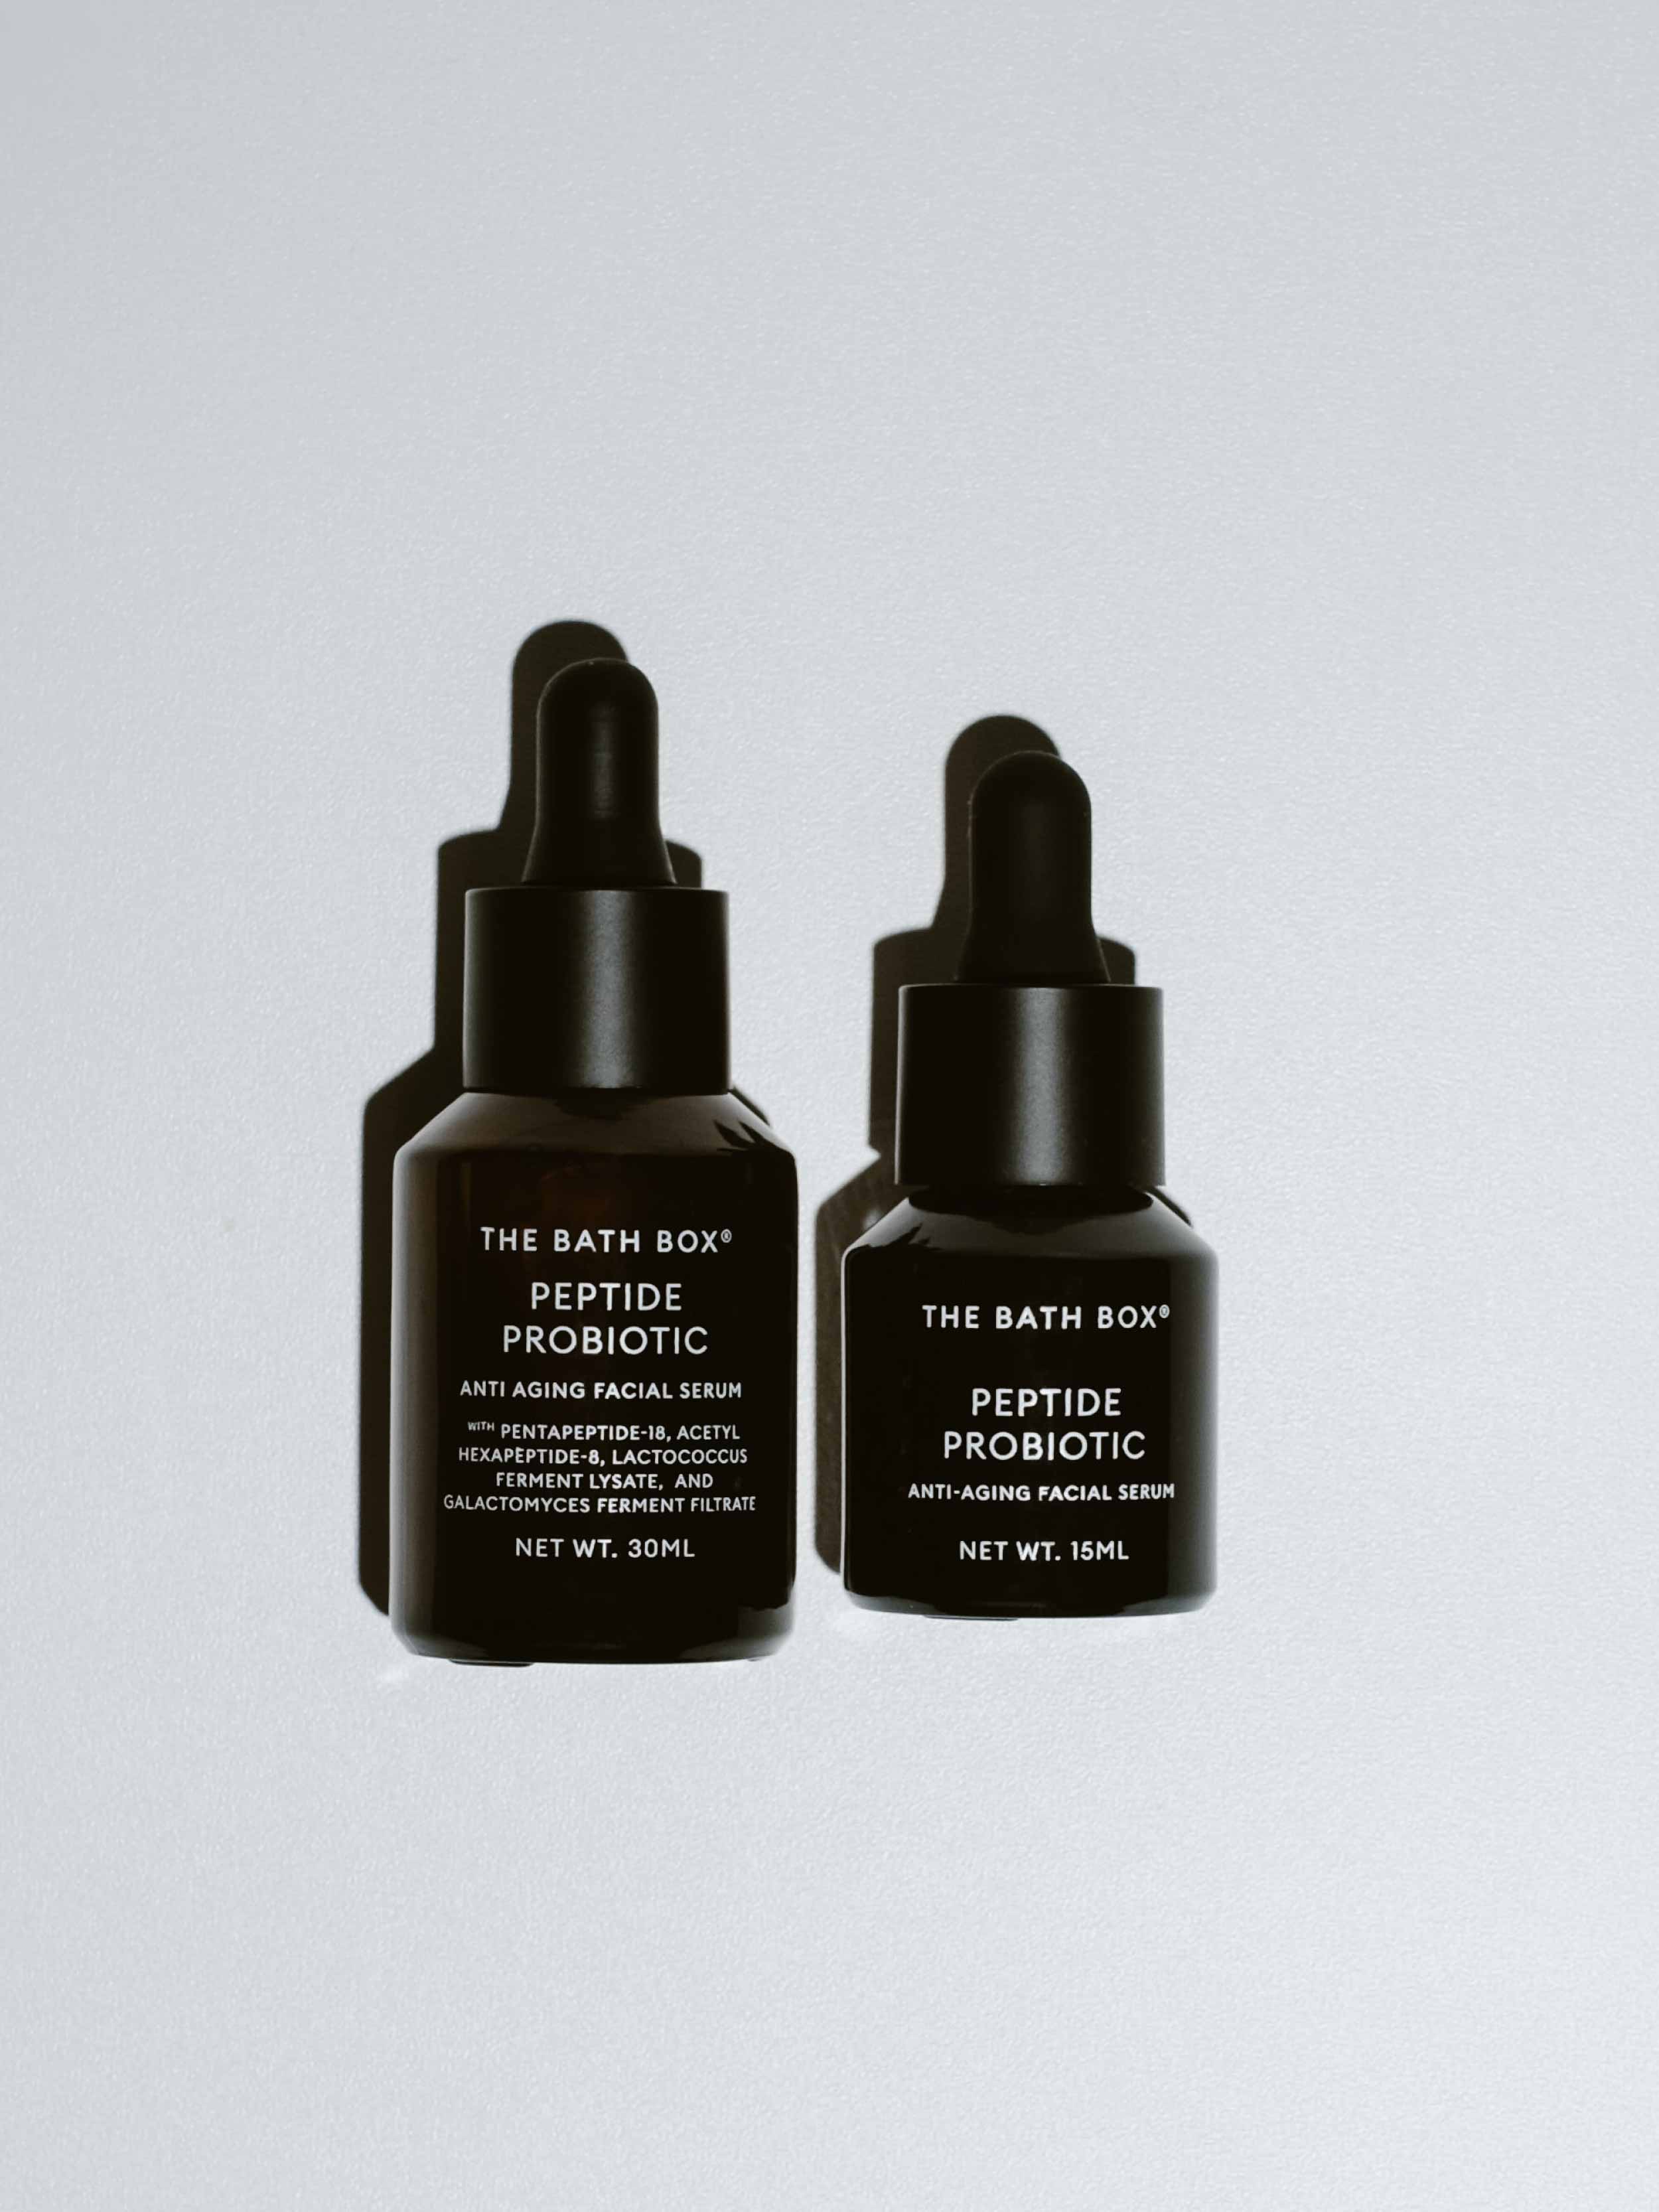 THE BATH BOX®
PEPTIDE
PROBIOTIC
ANTI AGING FACIAL SERUM
WITH PENTAPEPTIDE-18, ACETYL
HEXAPEPTIDE-8, LACTOCOCCUS
FERMENT LYSATE, AND
GALACTOMYCES FERMENT FILTRATE
NET WT. 30ML
THE BATH BOX®
PEPTIDE
PROBIOTIC
ANTI-AGING FACIAL SERUM
NET WT. 15ML